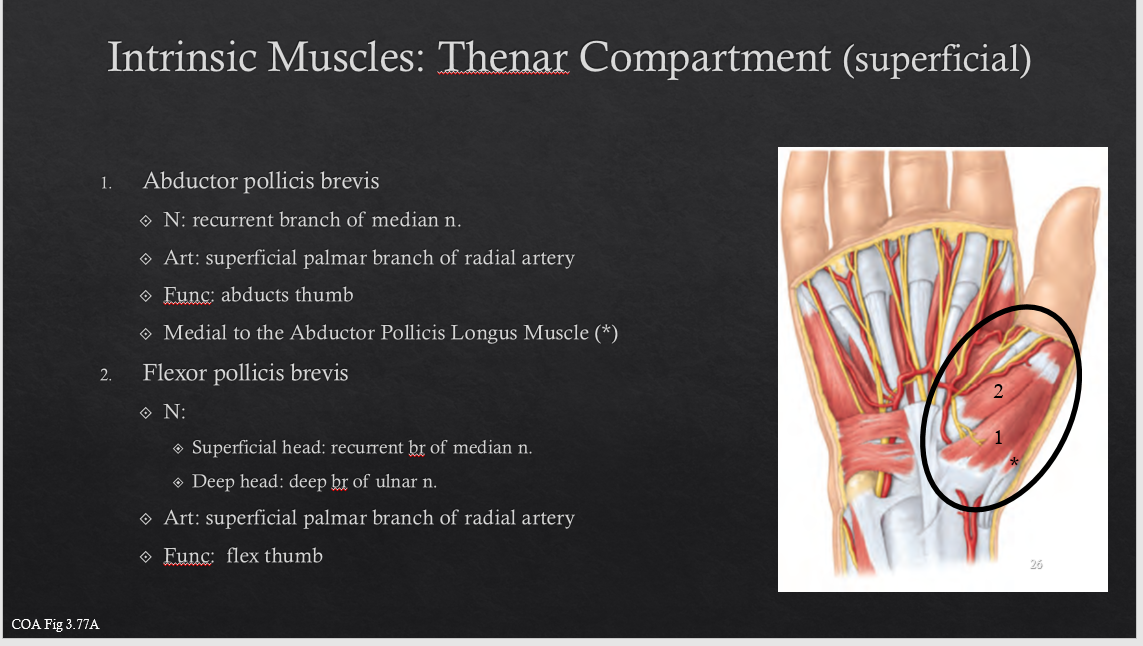 Intrinsic Muscles: Thenar Compartment (superficial)
1. Abductor pollicis brevis
N: recurrent branch of median n.
Art: superficial palmar branch of radial artery
Func: abducts thumb
Medial to the Abductor Pollicis Longus Muscle (*)
2. Flexor pollicis brevis
N:
Superficial head: recurrent br of median n.
Deep head: deep br of ulnar n.
Art: superficial palmar branch of radial artery
Func: flex thumb
2
1
*
26
COA Fig 3.77A